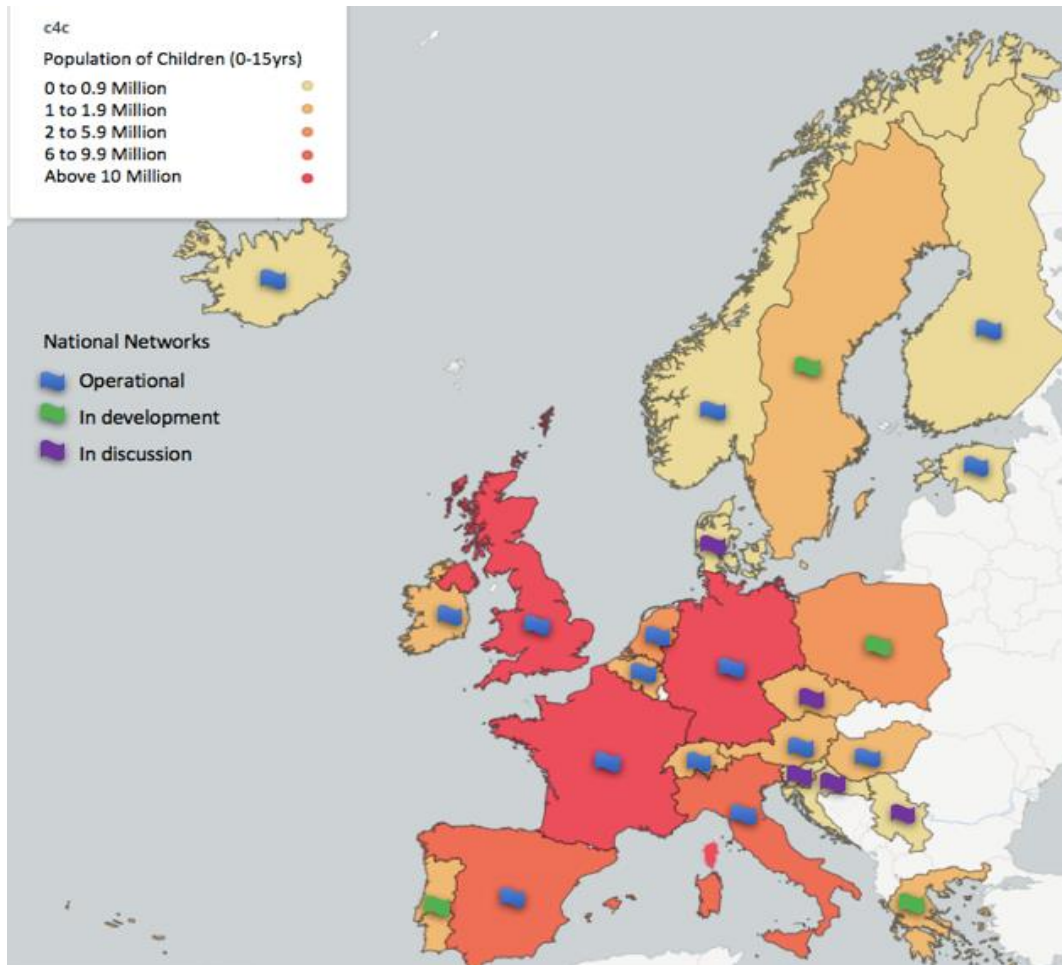 c4c
Population of Children (0-15yrs)
0 to 0.9 Million
1 to 1.9 Million
2 to 5.9 Million
6 to 9.9 Million
Above 10 Million
National Networks
Operational
In development
In discussion